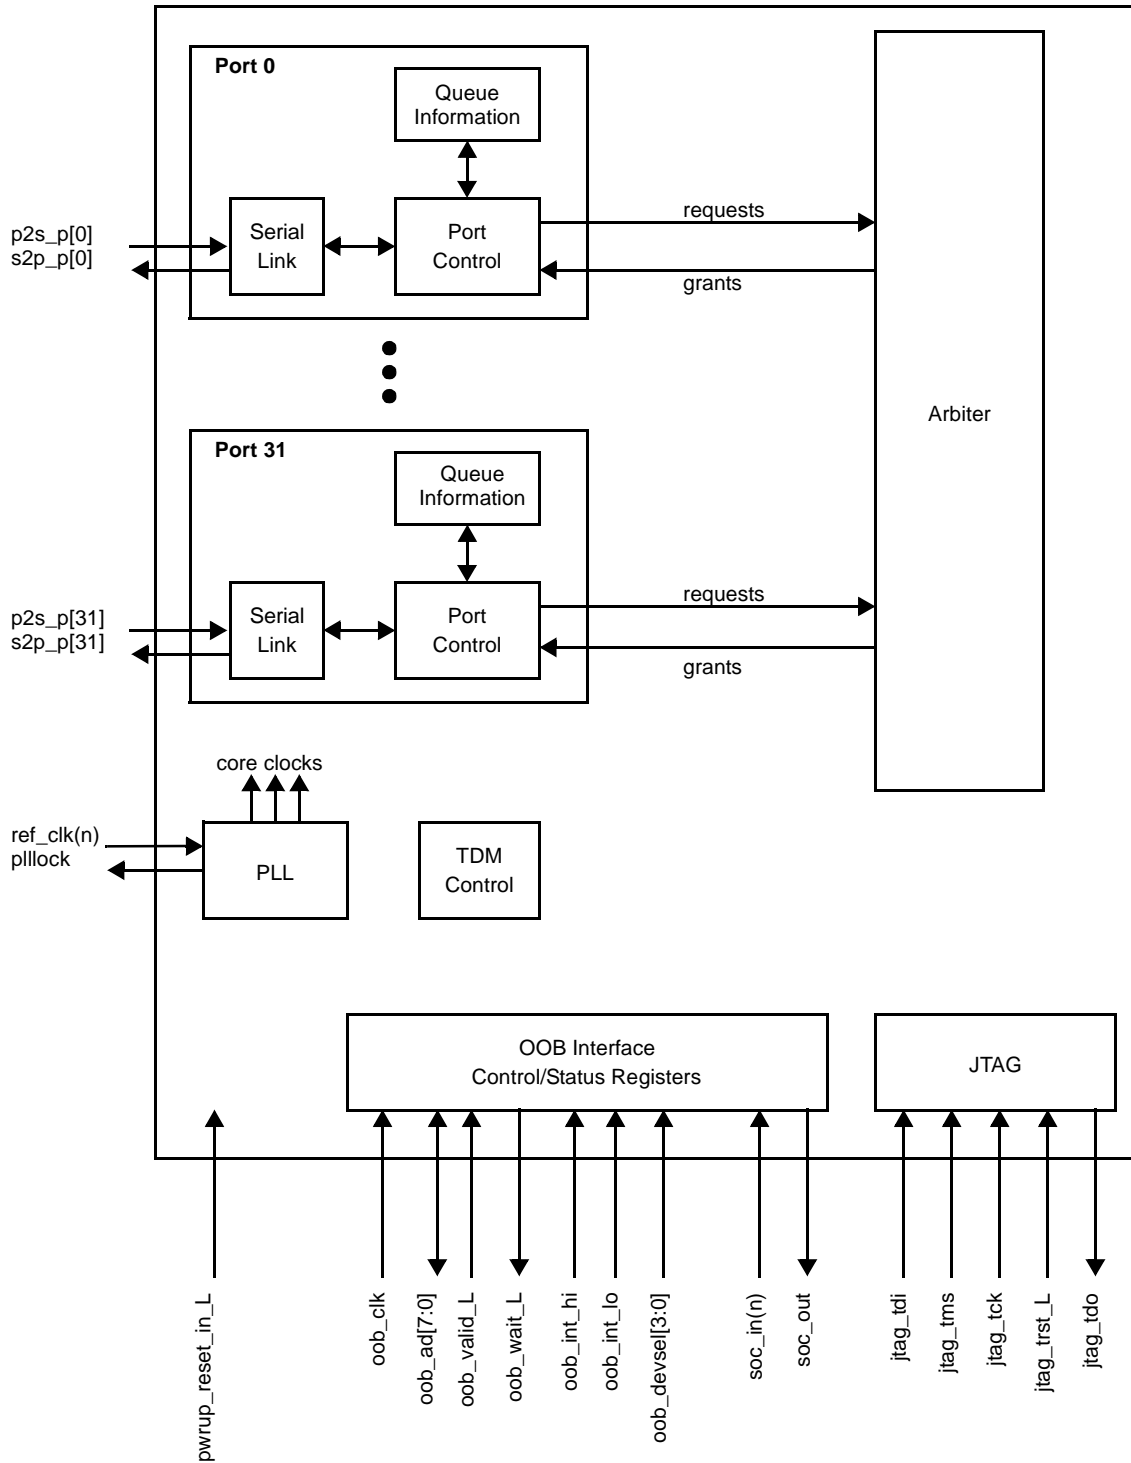 Port 0
Queue
Information
requests
p2s_p[0]
s2p_p[0]
Serial
Link
Port
Control
grants
Arbiter
Port 31
Queue
Information
requests
p2s_p[31]
s2p_p[31]
Serial
Link
Port
Control
grants
core clocks
ref_clk(n)
plllock
PLL
TDM
Control
OOB Interface
Control/Status Registers
JTAG
pwrup_reset_in_L
oob_clk
oob_ad[7:0]
oob_valid_L
oob_wait_L
oob_int_hi
oob_int_lo
oob_devsel[3:0]
soc_in(n)
soc_out
jtag_tdi
jtag_tms
jtag_tck
jtag_trst_L
jtag_tdo